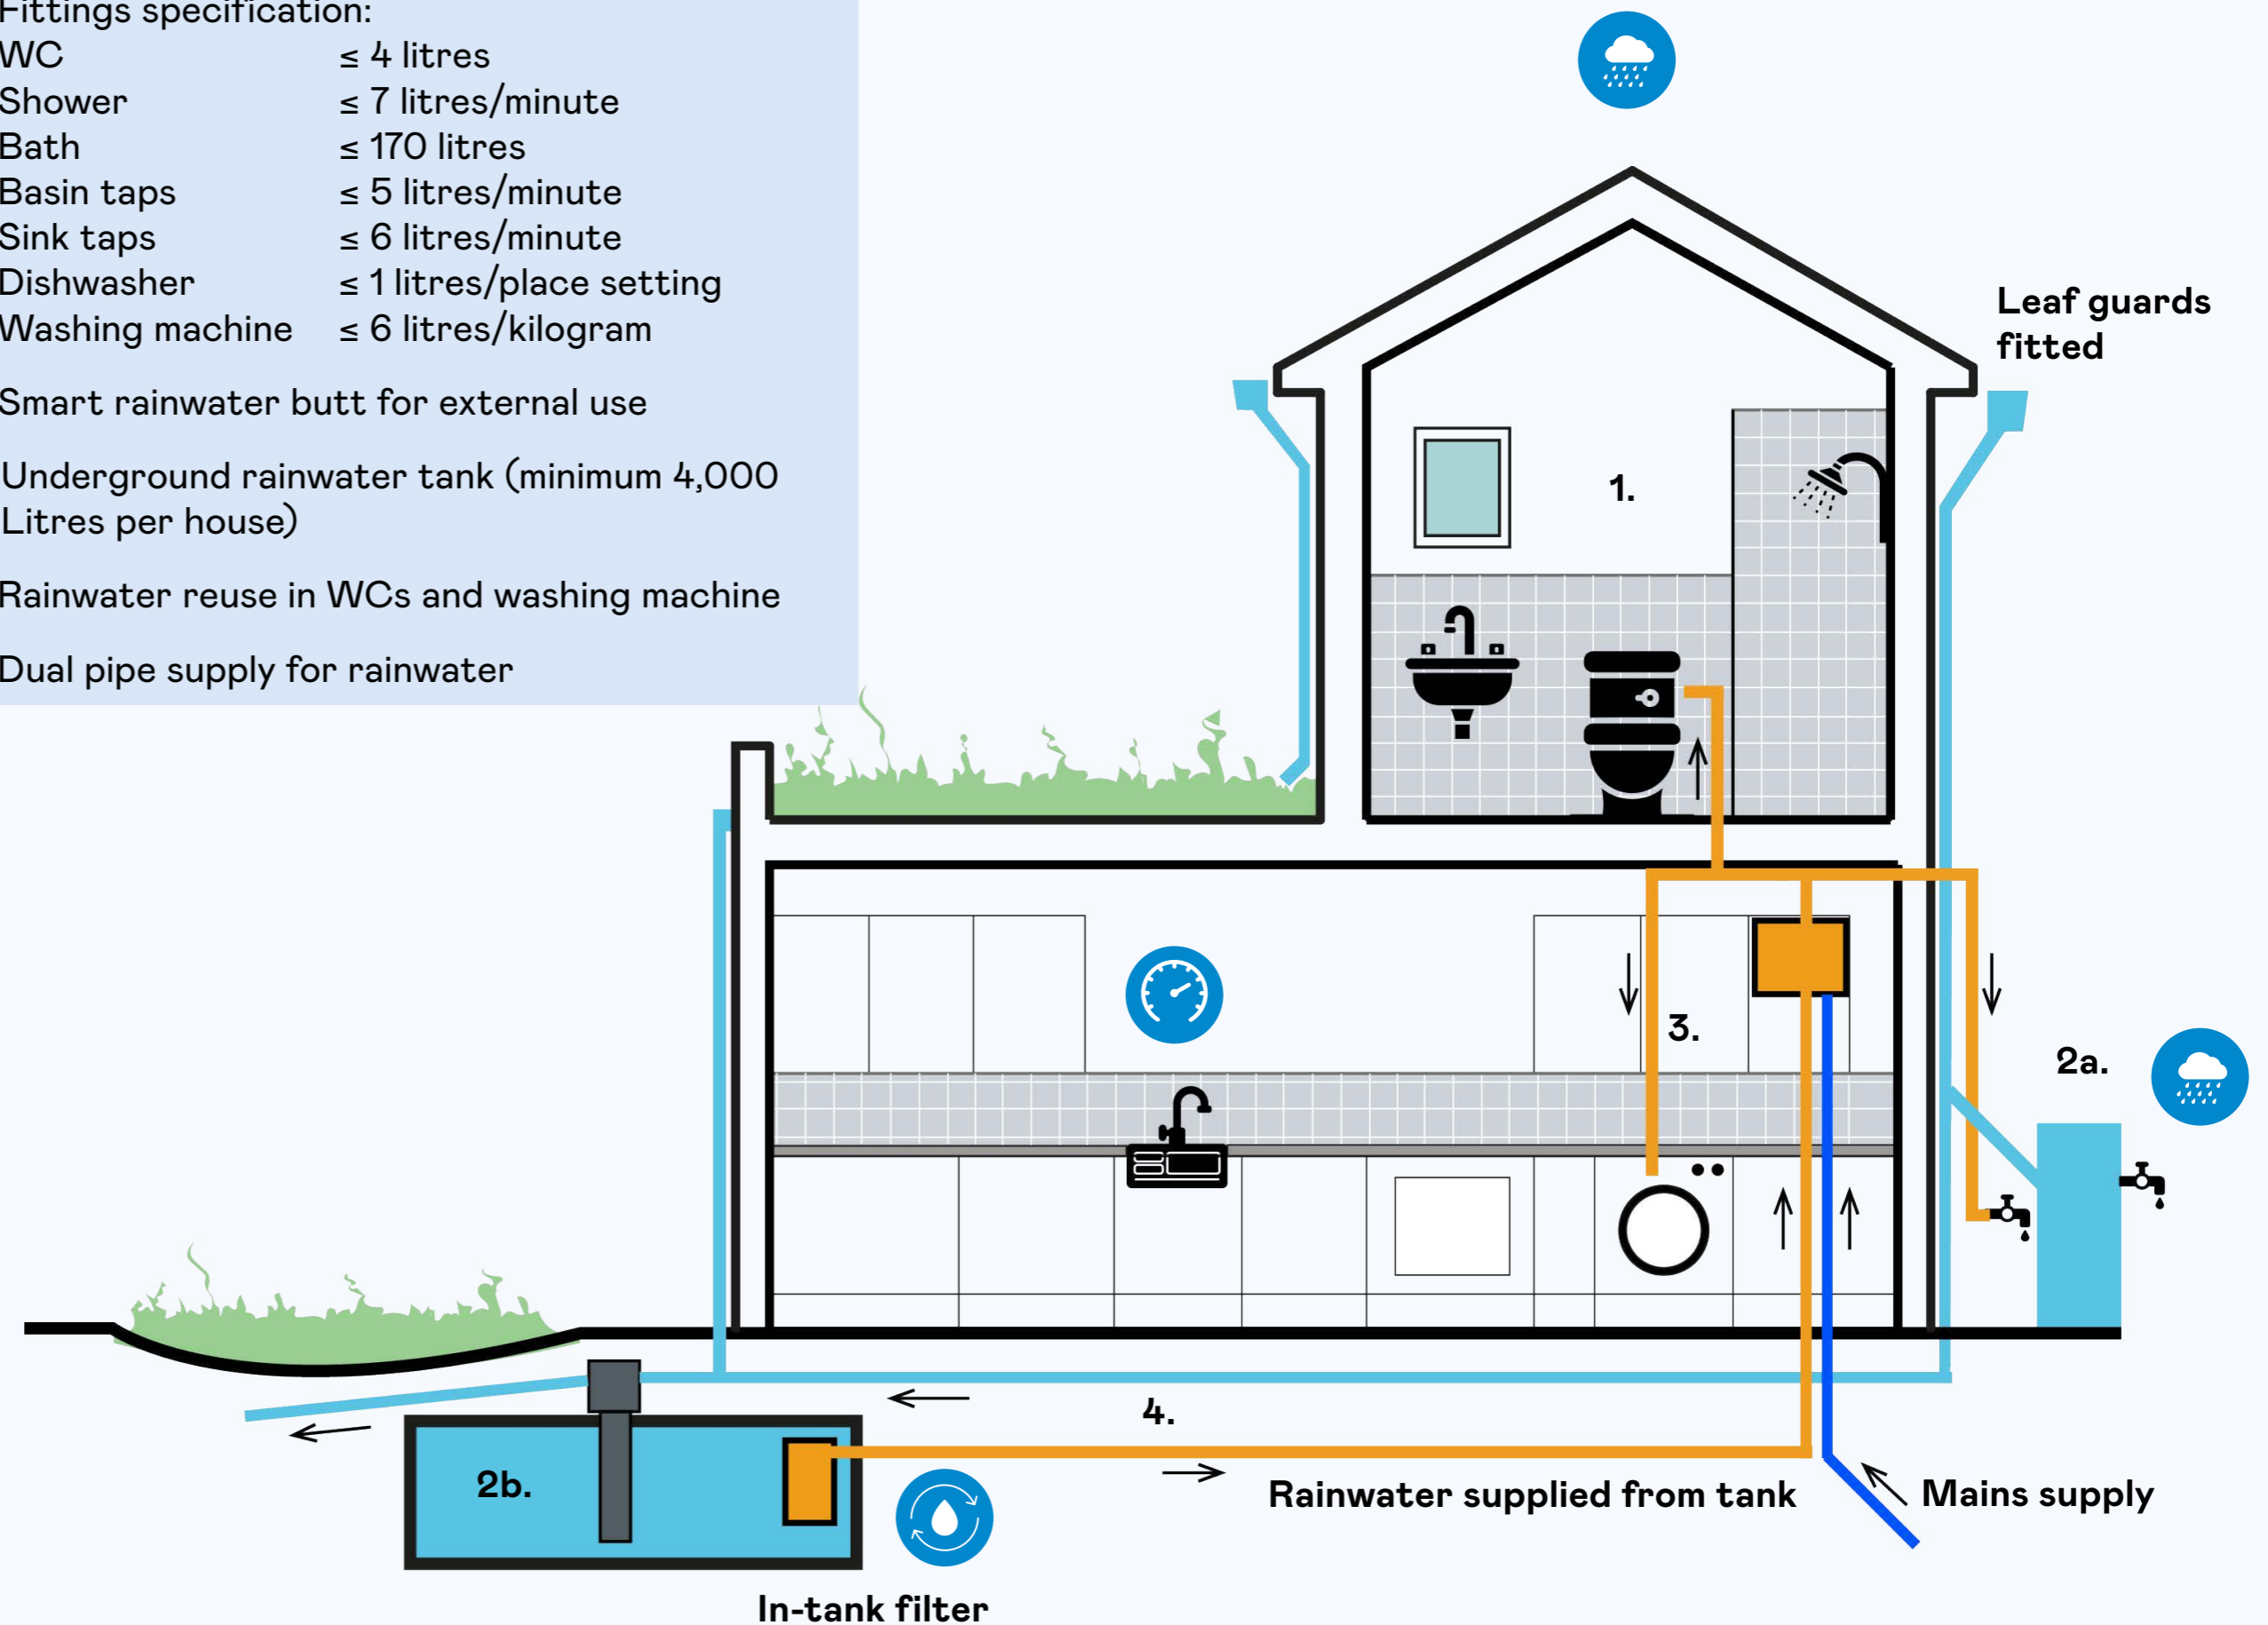 Fittings specification:
WC ≤ 4 litres
Shower ≤ 7 litres/minute
Bath ≤ 170 litres
Basin taps ≤ 5 litres/minute
Sink taps ≤ 6 litres/minute
Dishwasher ≤ 1 litres/place setting
Washing machine ≤ 6 litres/kilogram
Smart rainwater butt for external use
Underground rainwater tank (minimum 4,000
Litres per house)
Rainwater reuse in WCs and washing machine
Dual pipe supply for rainwater
Leaf guards
fitted
1.
3.
2a.
4.
2b.
Rainwater supplied from tank
Mains supply
In-tank filter